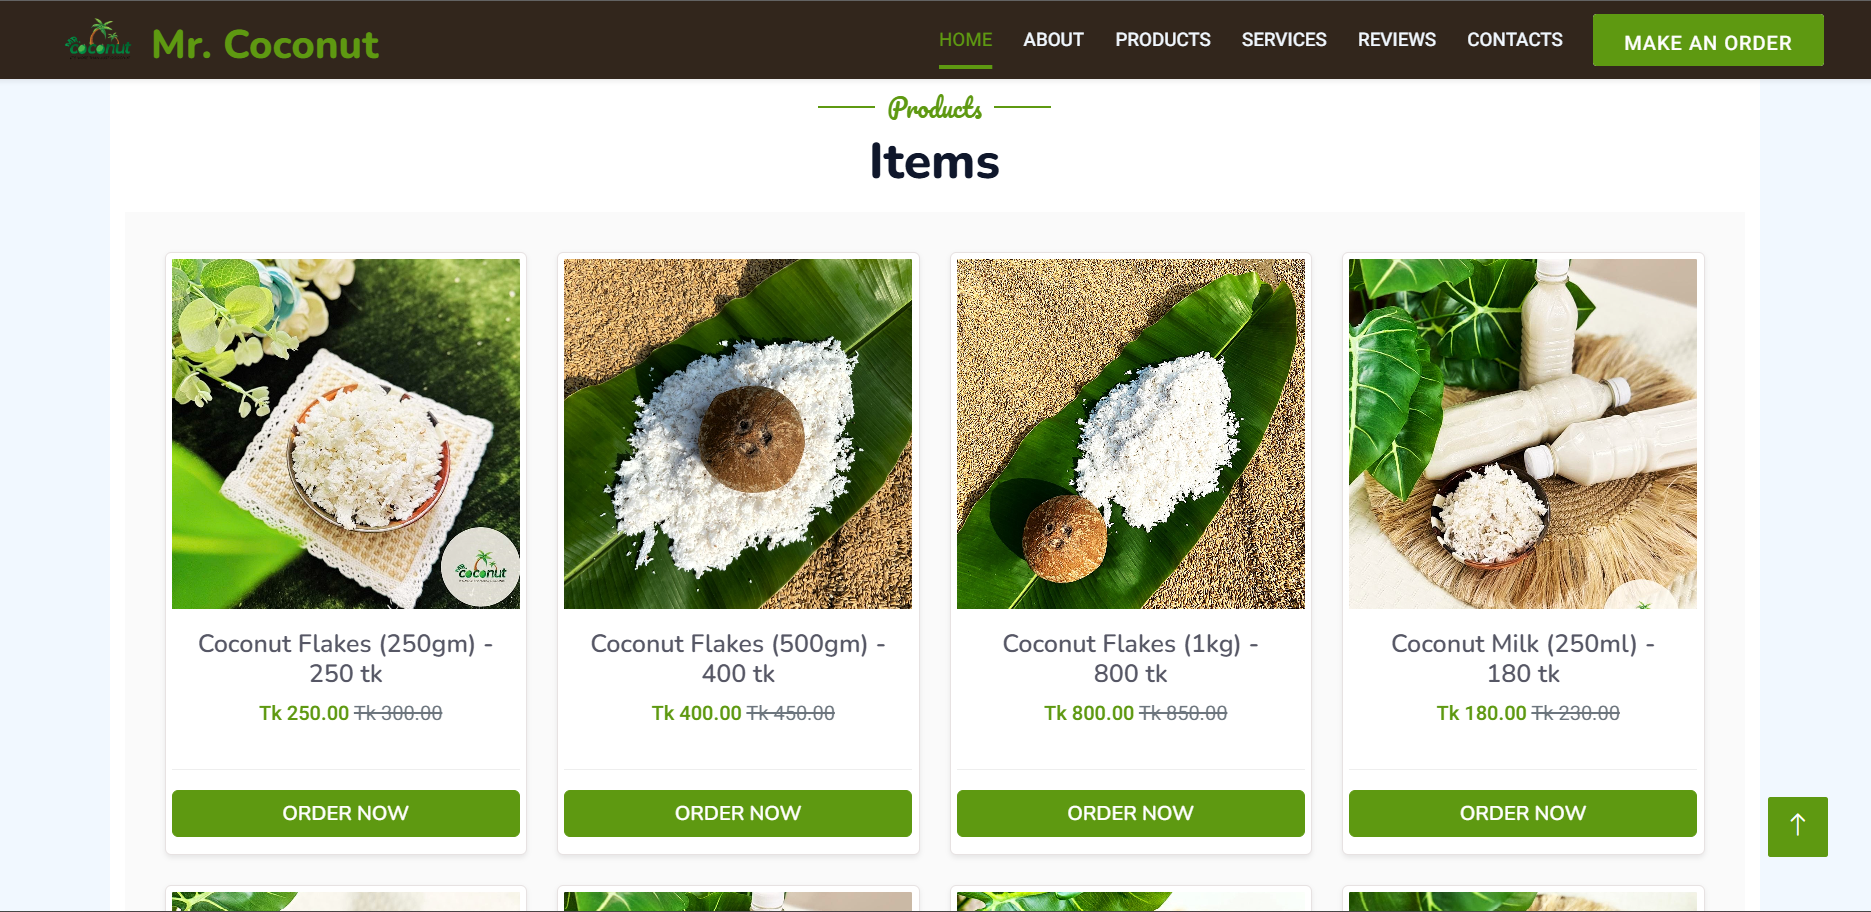 coconut
Mr. Coconut
HOME
ABOUT
PRODUCTS
SERVICES
REVIEWS
CONTACTS
MAKE AN ORDER
Products
Items
coconut
Coconut Flakes (250gm) -
250 tk
Tk 250.00 Tk 300.00
ORDER NOW
Coconut Flakes (500gm) -
400 tk
Tk 400.00 Tk 450.00
ORDER NOW
Coconut Flakes (1kg) -
800 tk
Tk 800.00 Tk 850.00
ORDER NOW
Coconut Milk (250ml) -
180 tk
Tk 180.00 Tk 230.00
ORDER NOW